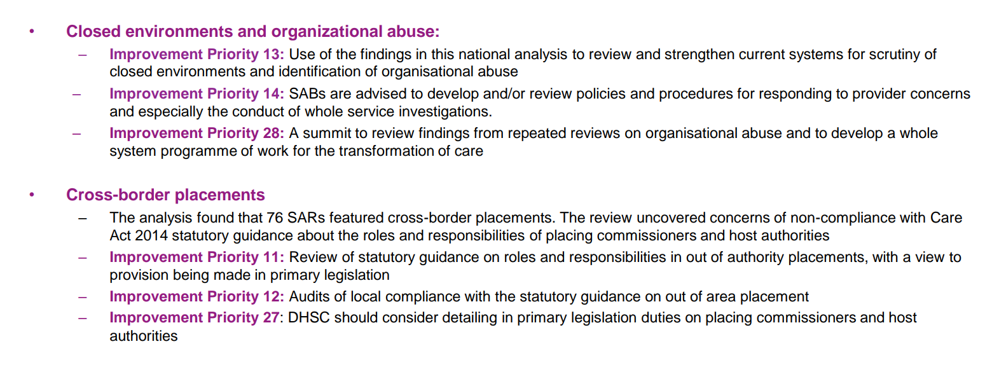 • Closed environments and organizational abuse:
– Improvement Priority 13: Use of the findings in this national analysis to review and strengthen current systems for scrutiny of
closed environments and identification of organisational abuse
– Improvement Priority 14: SABs are advised to develop and/or review policies and procedures for responding to provider concerns
and especially the conduct of whole service investigations.
– Improvement Priority 28: A summit to review findings from repeated reviews on organisational abuse and to develop a whole
system programme of work for the transformation of care
• Cross-border placements
– The analysis found that 76 SARs featured cross-border placements. The review uncovered concerns of non-compliance with Care
Act 2014 statutory guidance about the roles and responsibilities of placing commissioners and host authorities
– Improvement Priority 11: Review of statutory guidance on roles and responsibilities in out of authority placements, with a view to
provision being made in primary legislation
– Improvement Priority 12: Audits of local compliance with the statutory guidance on out of area placement
– Improvement Priority 27: DHSC should consider detailing in primary legislation duties on placing commissioners and host
authorities